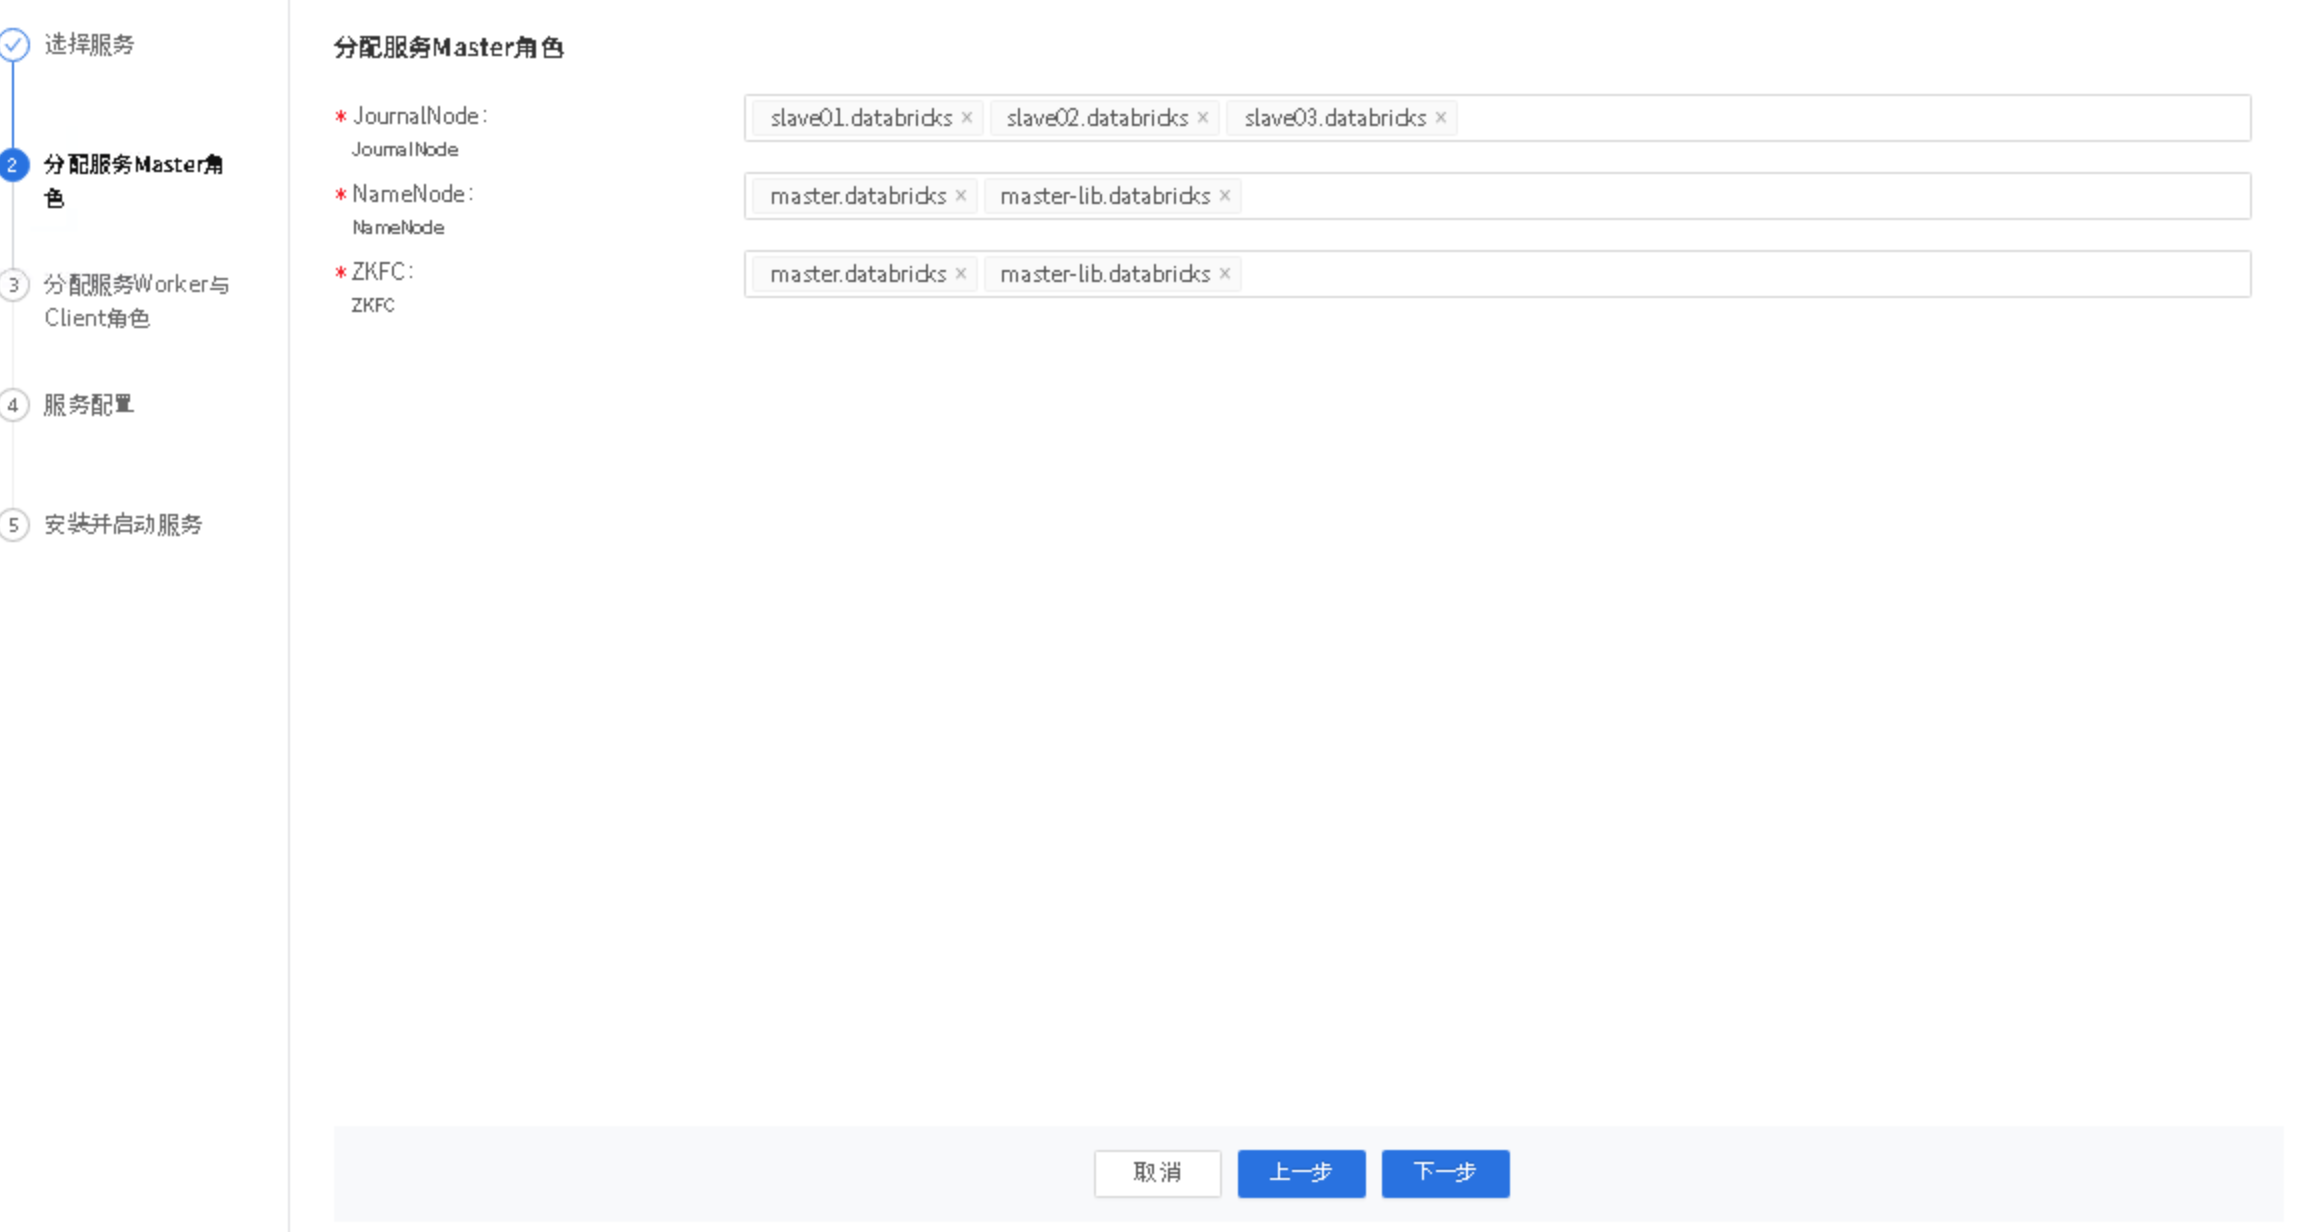 选择服务
2 分配服务Master角
色
3 分配服务Worker与
Client角色
4 服务配置
5 安装并启动服务
分配服务Master角色
* JournalNode: slave01.databricks × slave02.databricks × slave03.databricks ×
JournalNode
* NameNode: master.databricks × master-lib.databricks ×
NameNode
* ZKFC: master.databricks × master-lib.databricks ×
ZKFC
取消 上一步 下一步